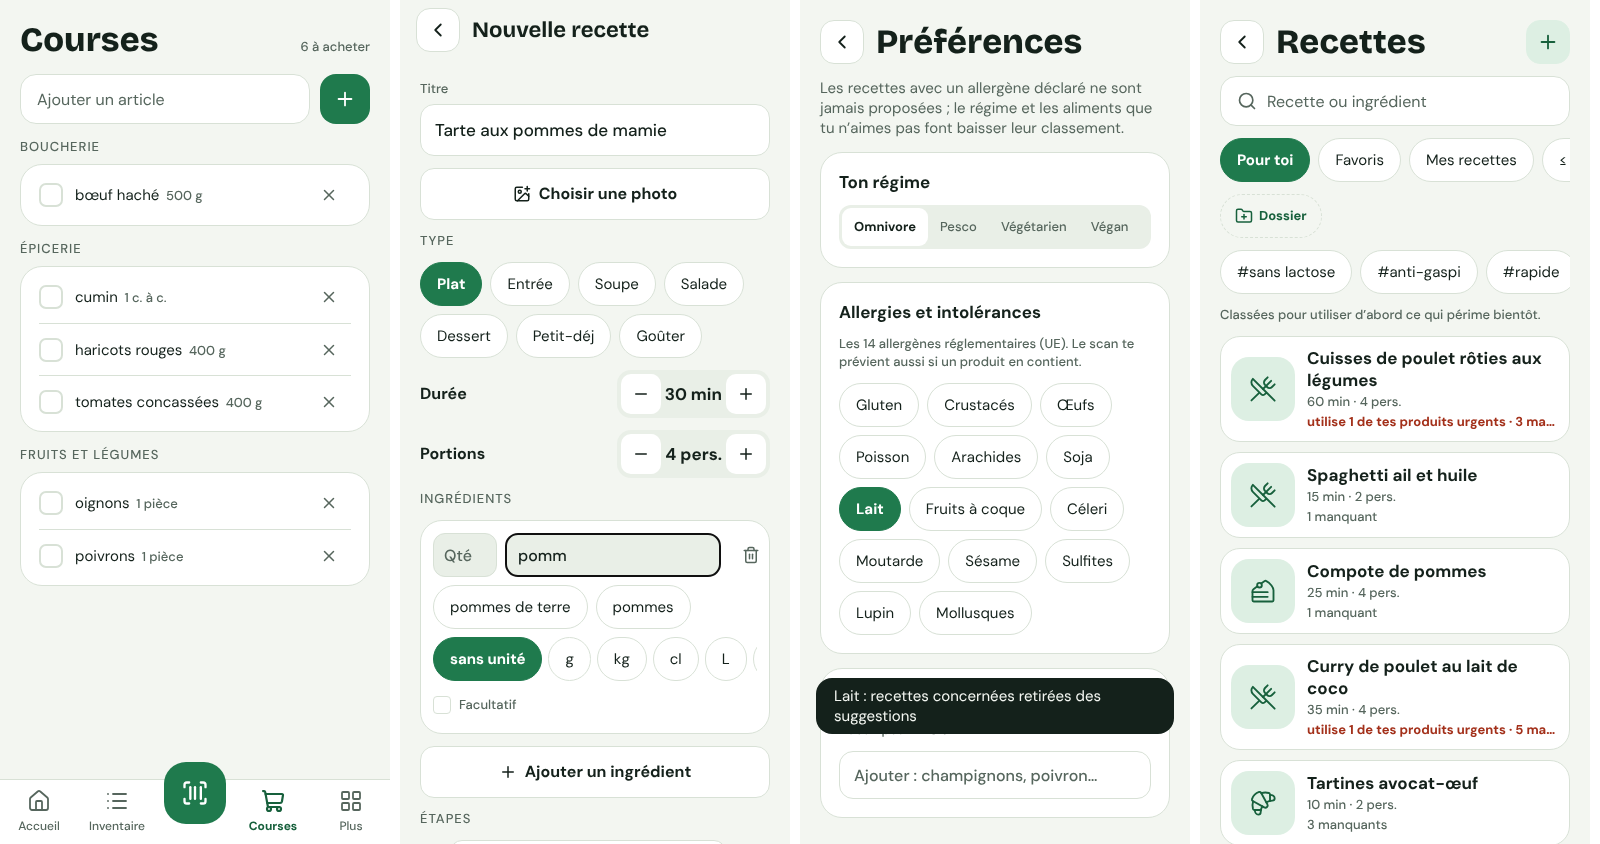 Courses
6 à acheter
Ajouter un article
BOUCHERIE
bœuf haché 500 g
ÉPICERIE
cumin 1 c. à c.
haricots rouges 400 g
tomates concassées 400 g
FRUITS ET LÉGUMES
oignons 1 pièce
poivrons 1 pièce
Accueil
Inventaire
Courses
Plus
Nouvelle recette
Titre
Tarte aux pommes de mamie
Choisir une photo
TYPE
Plat Entrée Soupe Salade
Dessert Petit-déj Goûter
Durée
30 min
Portions
4 pers.
INGRÉDIENTS
Qté pomm
pommes de terre pommes
sans unité g kg cl L
Facultatif
Ajouter un ingrédient
ÉTAPES
Préférences
Les recettes avec un allergène déclaré ne sont
jamais proposées ; le régime et les aliments que
tu n’aimes pas font baisser leur classement.
Ton régime
Omnivore Pesco Végétarien Végan
Allergies et intolérances
Les 14 allergènes réglementaires (UE). Le scan te
prévient aussi si un produit en contient.
Gluten Crustacés Œufs
Poisson Arachides Soja
Lait Fruits à coque Céleri
Moutarde Sésame Sulfites
Lupin Mollusques
Lait : recettes concernées retirées des
suggestions
Ajouter : champignons, poivron…
Recettes
Recette ou ingrédient
Pour toi Favoris Mes recettes ≤
Dossier
#sans lactose #anti-gaspi #rapide
Classées pour utiliser d’abord ce qui périme bientôt.
Cuisses de poulet rôties aux
légumes
60 min · 4 pers.
utilise 1 de tes produits urgents · 3 ma…
Spaghetti ail et huile
15 min · 2 pers.
1 manquant
Compote de pommes
25 min · 4 pers.
1 manquant
Curry de poulet au lait de
coco
35 min · 4 pers.
utilise 1 de tes produits urgents · 5 ma…
Tartines avocat-œuf
10 min · 2 pers.
3 manquants